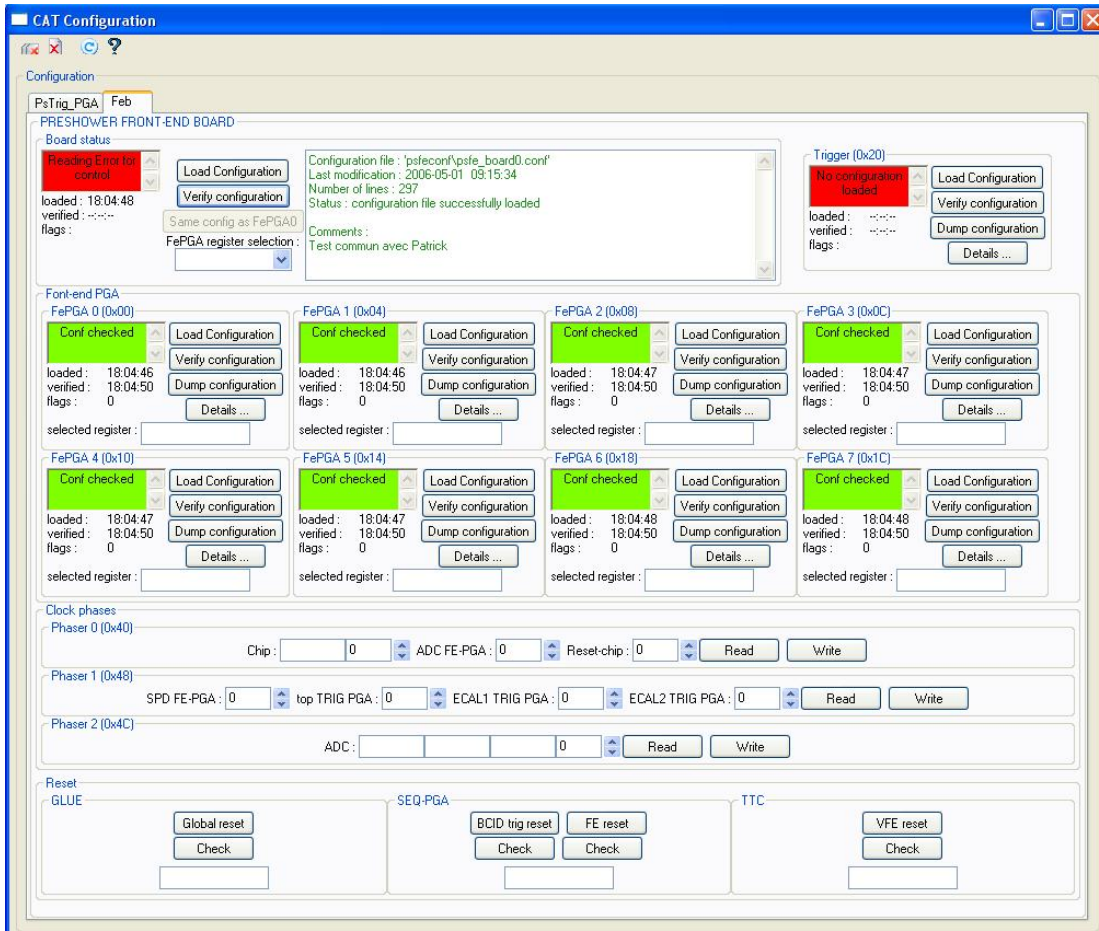 CAT Configuration
Configuration
PsTrig_PGA Feb
PRESHOWER FRONT-END BOARD
Board status
Reading Error for
control
loaded : 18:04:48
verified : --:--:--
flags :
Load Configuration
Verify configuration
Same config as FePGA0
FePGA register selection :
Configuration file : 'psfeconf\psfe_board0.conf'
Last modification : 2006-05-01 09:15:34
Number of lines : 297
Status : configuration file successfully loaded
Comments :
Test commun avec Patrick
Trigger (0x20)
No configuration
loaded
loaded : --:--:--
verified : --:--:--
flags :
Load Configuration
Verify configuration
Dump configuration
Details ...
Font-end PGA
FePGA 0 (0x00)
Conf checked
Load Configuration
Verify configuration
loaded : 18:04:46
verified : 18:04:50
flags : 0
Dump configuration
Details ...
selected register :
FePGA 1 (0x04)
Conf checked
Load Configuration
Verify configuration
loaded : 18:04:46
verified : 18:04:50
flags : 0
Dump configuration
Details ...
selected register :
FePGA 2 (0x08)
Conf checked
Load Configuration
Verify configuration
loaded : 18:04:47
verified : 18:04:50
flags : 0
Dump configuration
Details ...
selected register :
FePGA 3 (0x0C)
Conf checked
Load Configuration
Verify configuration
loaded : 18:04:47
verified : 18:04:50
flags : 0
Dump configuration
Details ...
selected register :
FePGA 4 (0x10)
Conf checked
Load Configuration
Verify configuration
loaded : 18:04:47
verified : 18:04:50
flags : 0
Dump configuration
Details ...
selected register :
FePGA 5 (0x14)
Conf checked
Load Configuration
Verify configuration
loaded : 18:04:47
verified : 18:04:50
flags : 0
Dump configuration
Details ...
selected register :
FePGA 6 (0x18)
Conf checked
Load Configuration
Verify configuration
loaded : 18:04:48
verified : 18:04:50
flags : 0
Dump configuration
Details ...
selected register :
FePGA 7 (0x1C)
Conf checked
Load Configuration
Verify configuration
loaded : 18:04:48
verified : 18:04:50
flags : 0
Dump configuration
Details ...
selected register :
Clock phases
Phaser 0 (0x40)
Chip : 0 ADC FE-PGA : 0 Reset-chip : 0 Read Write
Phaser 1 (0x48)
SPD FE-PGA : 0 top TRIG PGA : 0 ECAL1 TRIG PGA : 0 ECAL2 TRIG PGA : 0 Read Write
Phaser 2 (0x4C)
ADC : 0 Read Write
Reset
GLUE
Global reset
Check
SEQ-PGA
BCID trig reset FE reset
Check Check
TTC
VFE reset
Check